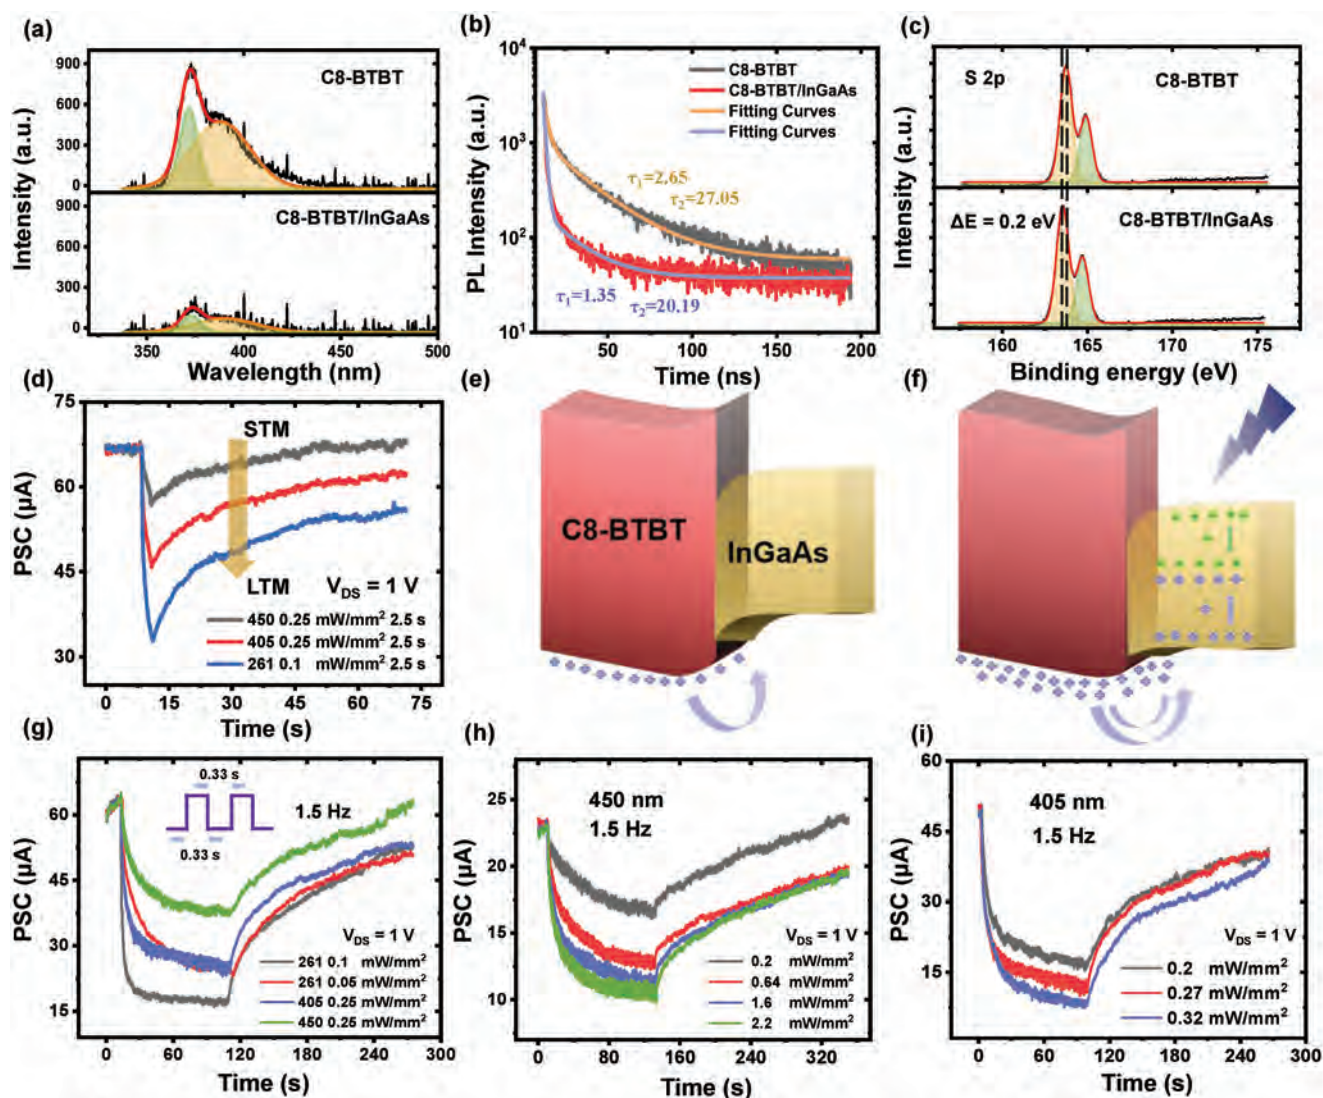 (a)
900
600
300
0
900
600
300
0
C8-BTBT
C8-BTBT/InGaAs
Intensity (a.u.)
350 400 450 500
Wavelength (nm)
(b)
10⁴
10³
10²
10¹
C8-BTBT
C8-BTBT/InGaAs
Fitting Curves
Fitting Curves
τ₁=2.65
τ₂=27.05
τ₁=1.35
τ₂=20.19
PL Intensity (a.u.)
50 100 150 200
Time (ns)
(c)
S 2p
C8-BTBT
ΔE = 0.2 eV
C8-BTBT/InGaAs
Intensity (a.u.)
160 165 170 175
Binding energy (eV)
(d)
75
60
45
30
PSC (µA)
STM
LTM
V_DS = 1 V
450 0.25 mW/mm² 2.5 s
405 0.25 mW/mm² 2.5 s
261 0.1 mW/mm² 2.5 s
0 15 30 45 60 75
Time (s)
(e)
C8-BTBT
InGaAs
(f)
(g)
60
45
30
15
PSC (µA)
0.33 s
0.33 s
1.5 Hz
V_DS = 1 V
261 0.1 mW/mm²
261 0.05 mW/mm²
405 0.25 mW/mm²
450 0.25 mW/mm²
0 60 120 180 240 300
Time (s)
(h)
25
20
15
10
PSC (µA)
450 nm
1.5 Hz
V_DS = 1 V
0.2 mW/mm²
0.64 mW/mm²
1.6 mW/mm²
2.2 mW/mm²
0 80 160 240 320
Time (s)
(i)
60
45
30
15
PSC (µA)
405 nm
1.5 Hz
V_DS = 1 V
0.2 mW/mm²
0.27 mW/mm²
0.32 mW/mm²
0 60 120 180 240 300
Time (s)